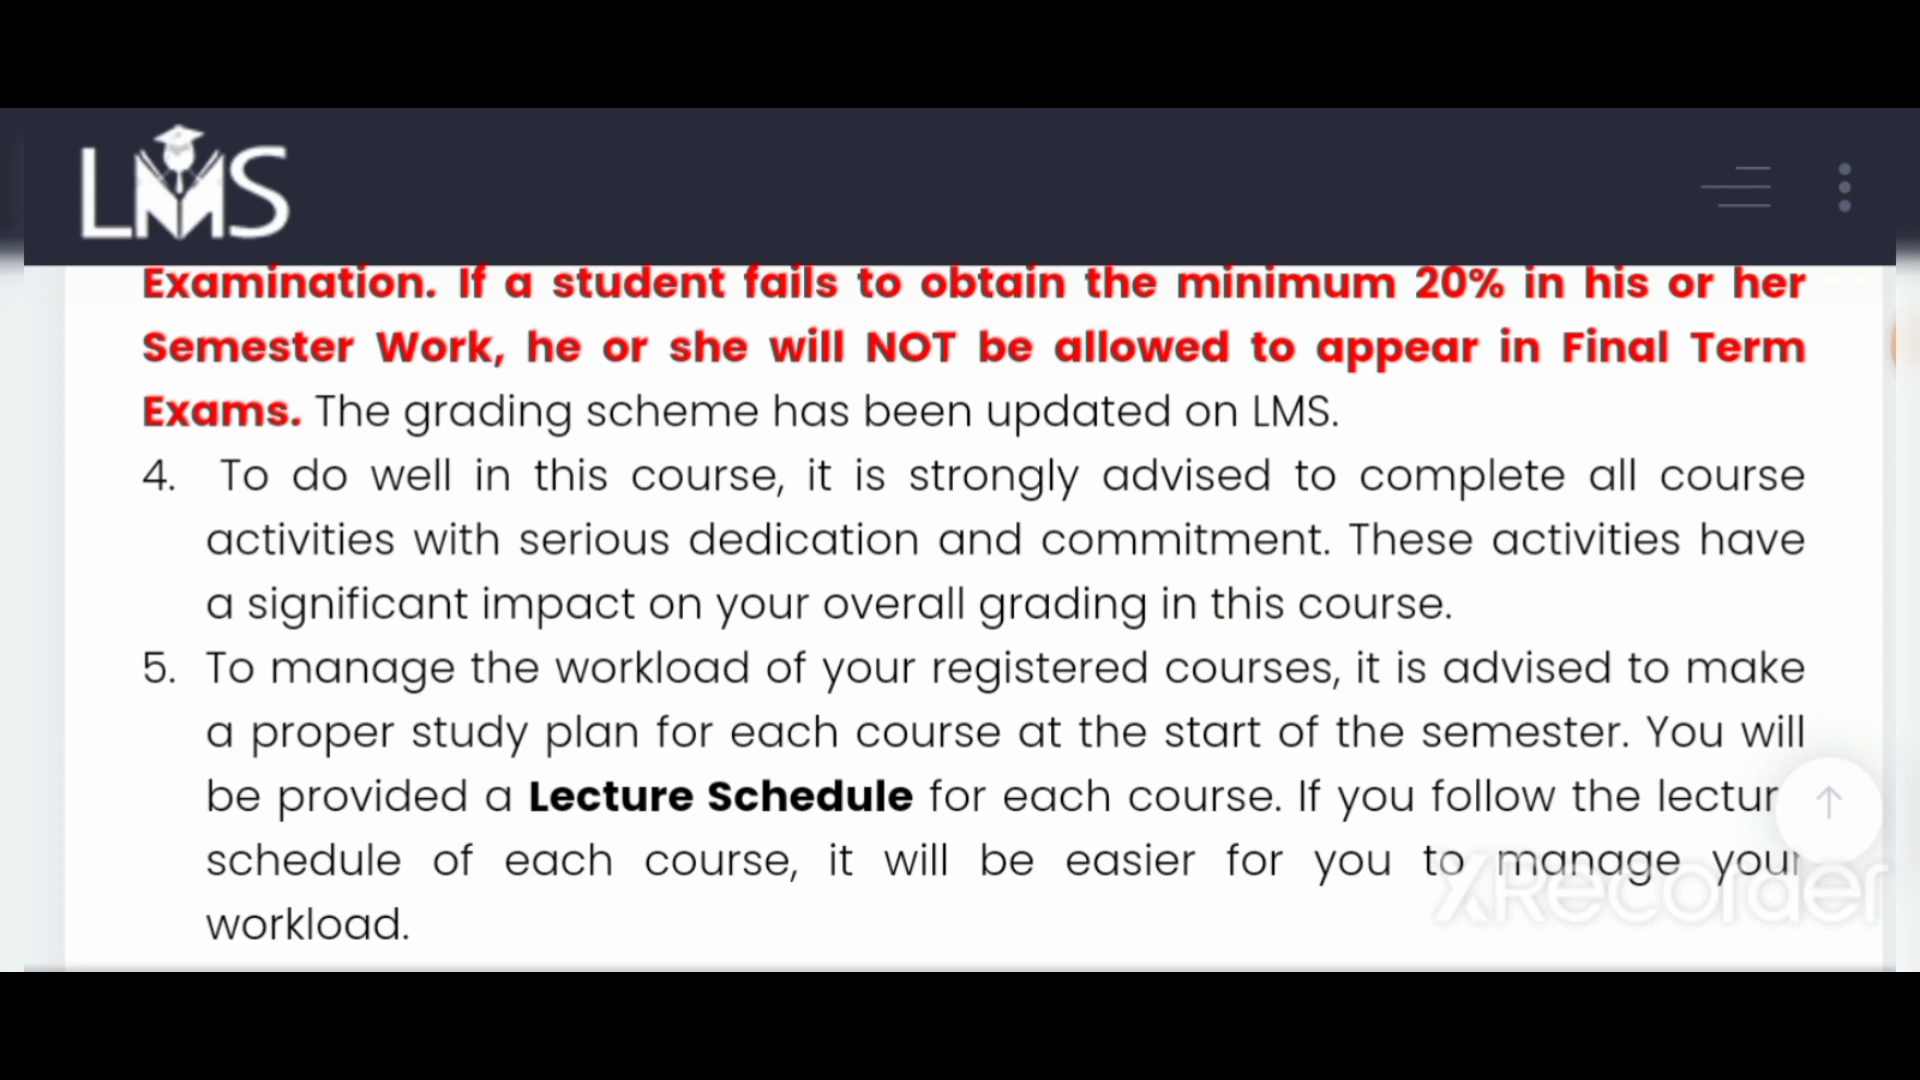 LMS
Examination. If a student fails to obtain the minimum 20% in his or her
Semester Work, he or she will NOT be allowed to appear in Final Term
Exams. The grading scheme has been updated on LMS.
4. To do well in this course, it is strongly advised to complete all course
activities with serious dedication and commitment. These activities have
a significant impact on your overall grading in this course.
5. To manage the workload of your registered courses, it is advised to make
a proper study plan for each course at the start of the semester. You will
be provided a Lecture Schedule for each course. If you follow the lectur
schedule of each course, it will be easier for you to manage your
workload.
XRecorder